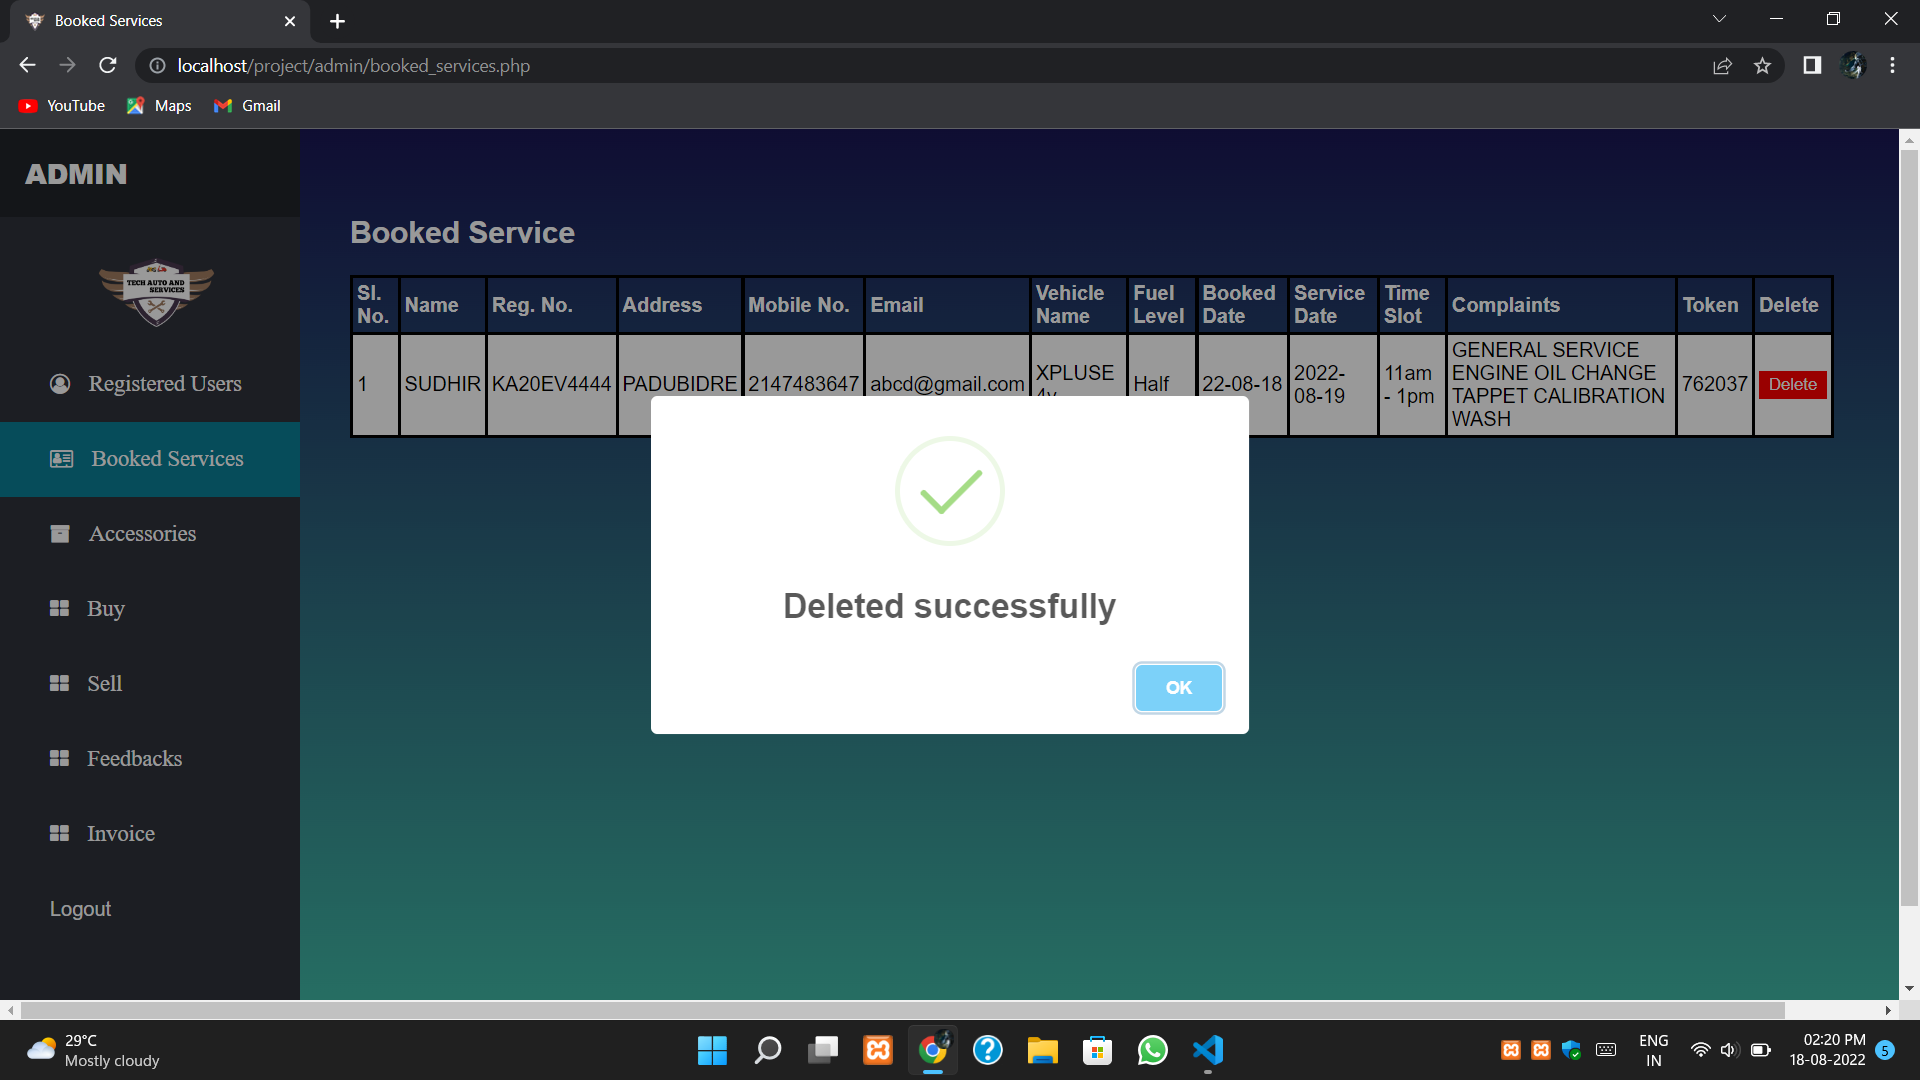 Booked Services
localhost/project/admin/booked_services.php
YouTube
Maps
Gmail
ADMIN
TECH AUTO AND
SERVICES
Registered Users
Booked Services
Accessories
Buy
Sell
Feedbacks
Invoice
Logout
Booked Service
Sl. No. Name Reg. No. Address Mobile No. Email Vehicle Name Fuel Level Booked Date Service Date Time Slot Complaints Token Delete
1 SUDHIR KA20EV4444 PADUBIDRE 2147483647 abcd@gmail.com XPLUSE 4v Half 22-08-18 2022-08-19 11am - 1pm GENERAL SERVICE ENGINE OIL CHANGE TAPPET CALIBRATION WASH 762037 Delete
Deleted successfully
OK
29°C
Mostly cloudy
ENG
IN
02:20 PM
18-08-2022
5